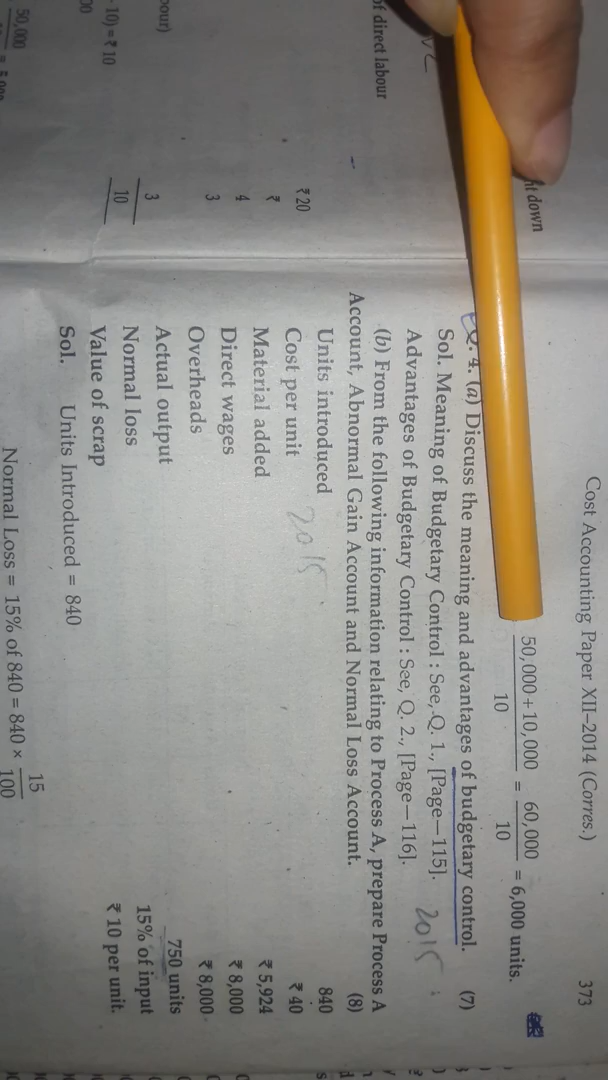 Cost Accounting Paper XII–2014 (Corres.) 373
50,000 + 10,000 / 10 = 60,000 / 10 = 6,000 units.
Q. 4. (a) Discuss the meaning and advantages of budgetary control. (7)
Sol. Meaning of Budgetary Control : See, Q. 1., [Page—115]. 2015
Advantages of Budgetary Control : See, Q. 2., [Page—116].
(b) From the following information relating to Process A, prepare Process A
Account, Abnormal Gain Account and Normal Loss Account. (8)
Units introduced 840
Cost per unit 2015 ₹ 40
Material added ₹ 5,924
Direct wages ₹ 8,000
Overheads ₹ 8,000
Actual output 750 units
Normal loss 15% of input
Value of scrap ₹ 10 per unit.
Sol. Units Introduced = 840
Normal Loss = 15% of 840 = 840 × 15 / 100
ht down
of direct labour
₹ 20
₹
4
3
3
10
- 10) = ₹ 10
50,000